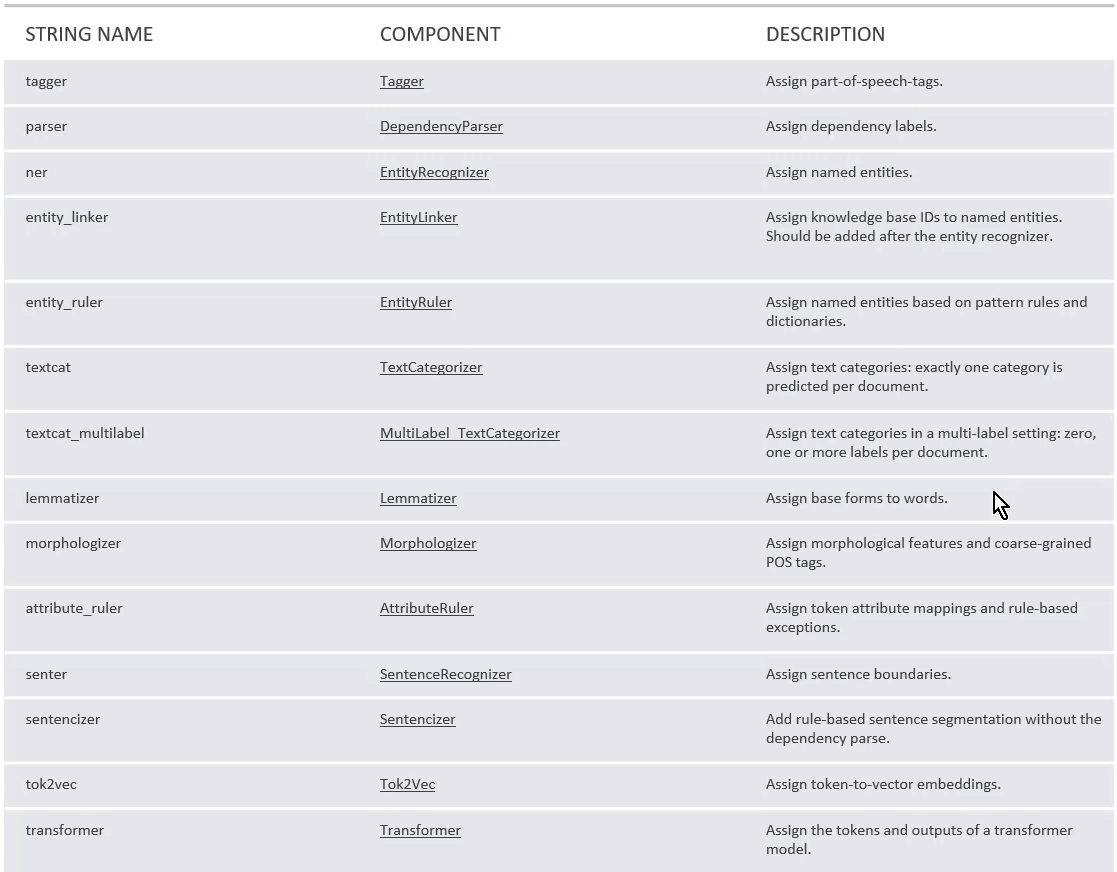 STRING NAME COMPONENT DESCRIPTION
tagger Tagger Assign part-of-speech-tags.
parser DependencyParser Assign dependency labels.
ner EntityRecognizer Assign named entities.
entity_linker EntityLinker Assign knowledge base IDs to named entities.
Should be added after the entity recognizer.
entity_ruler EntityRuler Assign named entities based on pattern rules and
dictionaries.
textcat TextCategorizer Assign text categories: exactly one category is
predicted per document.
textcat_multilabel MultiLabel_TextCategorizer Assign text categories in a multi-label setting: zero,
one or more labels per document.
lemmatizer Lemmatizer Assign base forms to words.
morphologizer Morphologizer Assign morphological features and coarse-grained
POS tags.
attribute_ruler AttributeRuler Assign token attribute mappings and rule-based
exceptions.
senter SentenceRecognizer Assign sentence boundaries.
sentencizer Sentencizer Add rule-based sentence segmentation without the
dependency parse.
tok2vec Tok2Vec Assign token-to-vector embeddings.
transformer Transformer Assign the tokens and outputs of a transformer
model.